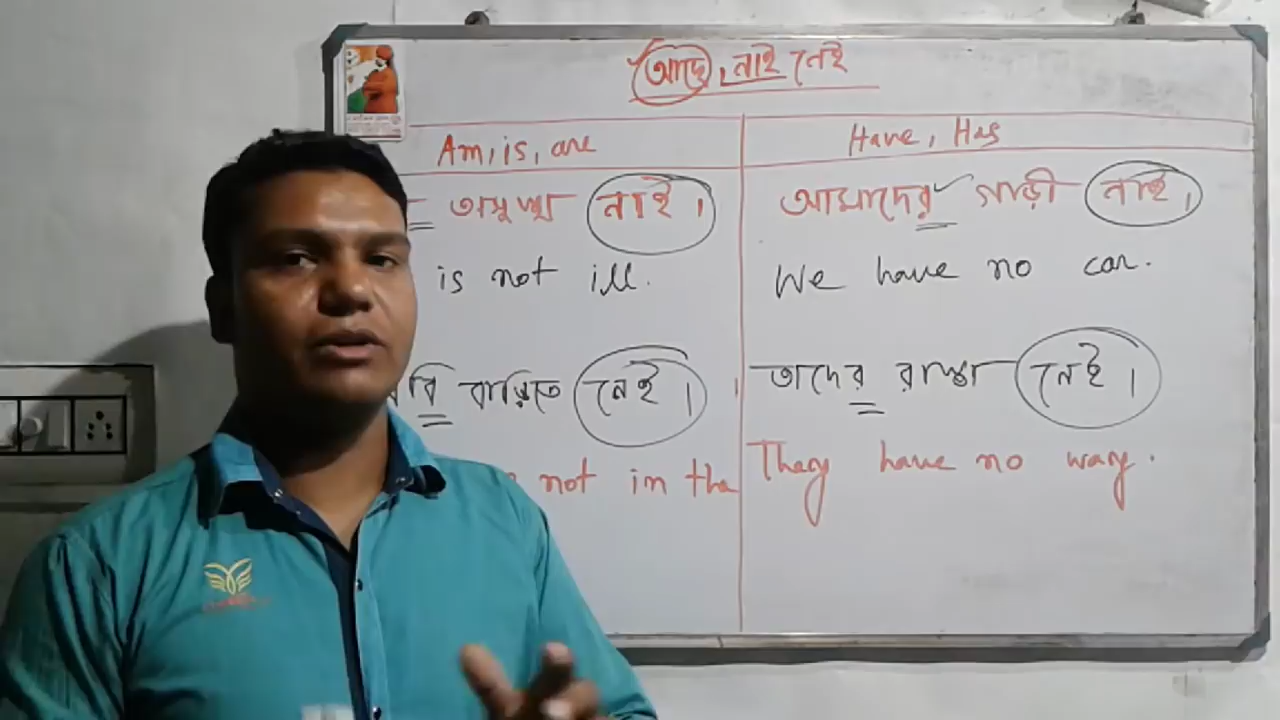 আছে, নাই নেই
Am, is, are
Have, Has
অসুস্থ নাই।
আমাদের গাড়ী নাই।
is not ill.
We have no car.
বাড়িতে নেই।
তাদের রাস্তা নেই।
not in the
They have no way.